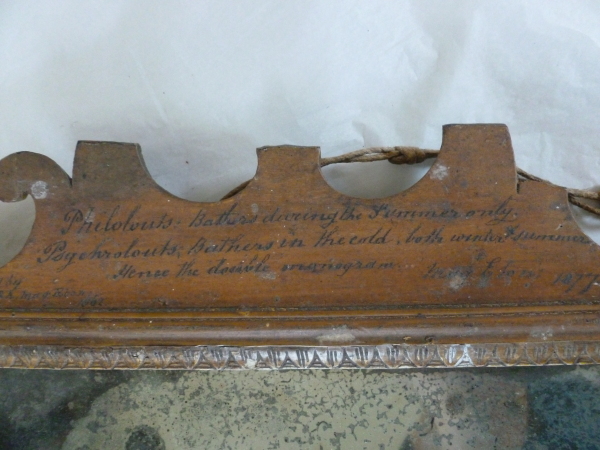 Philolouts - Bathers during the Summer only.
Psychrolouts, Bathers in the cold, both winter & summer
Hence the double monogram. 1877
by